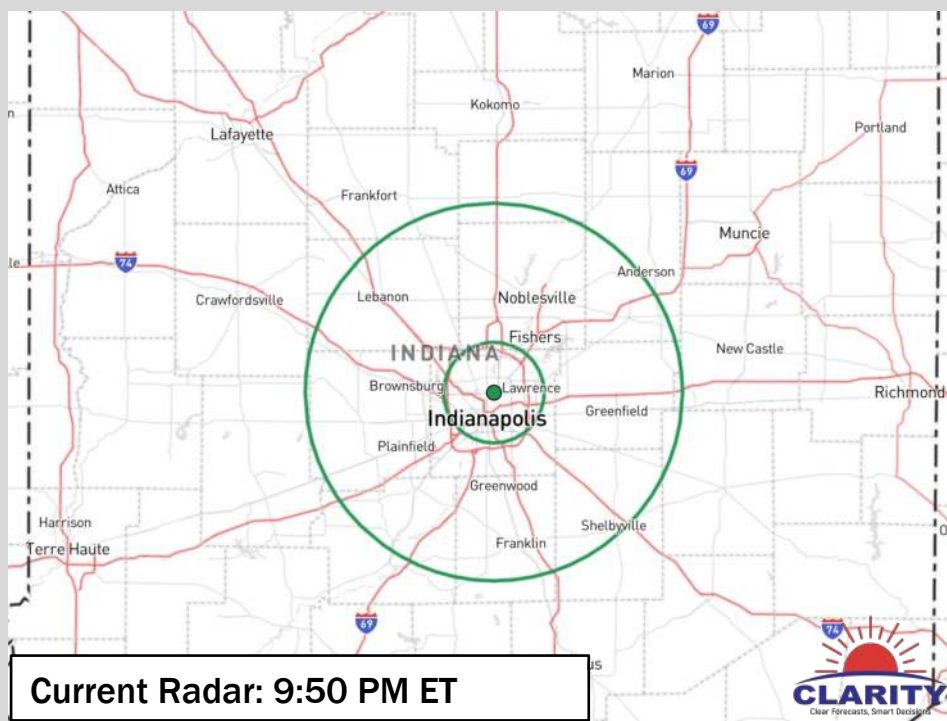 69
Marion
Kokomo
Portland
Lafayette
69
Attica
Frankfort
Muncie
74
Anderson
Crawfordsville
Lebanon
Noblesville
Fishers
INDIANA
New Castle
Brownsburg
Lawrence
Richmond
Greenfield
Indianapolis
Plainfield
Greenwood
Harrison
Shelbyville
Terre Haute
Franklin
69
74
Current Radar: 9:50 PM ET
CLARITY
Clear Forecasts, Smart Decisions